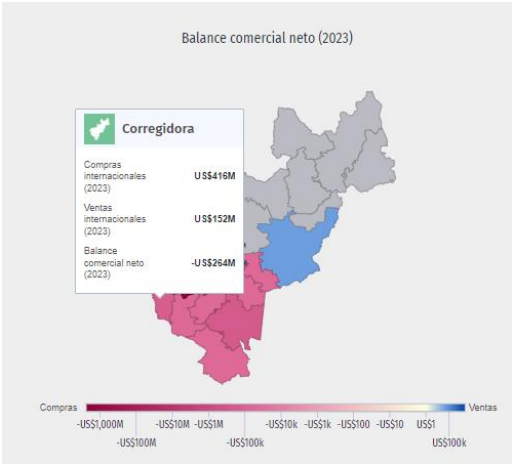 Balance comercial neto (2023)
Corregidora
Compras
internacionales
(2023)
US$416M
Ventas
internacionales
(2023)
US$152M
Balance
comercial neto
(2023)
-US$264M
Compras
Ventas
-US$1,000M
-US$10M
-US$1M
-US$10k
-US$1k
-US$100
-US$10
US$1
-US$100M
-US$100k
US$100k